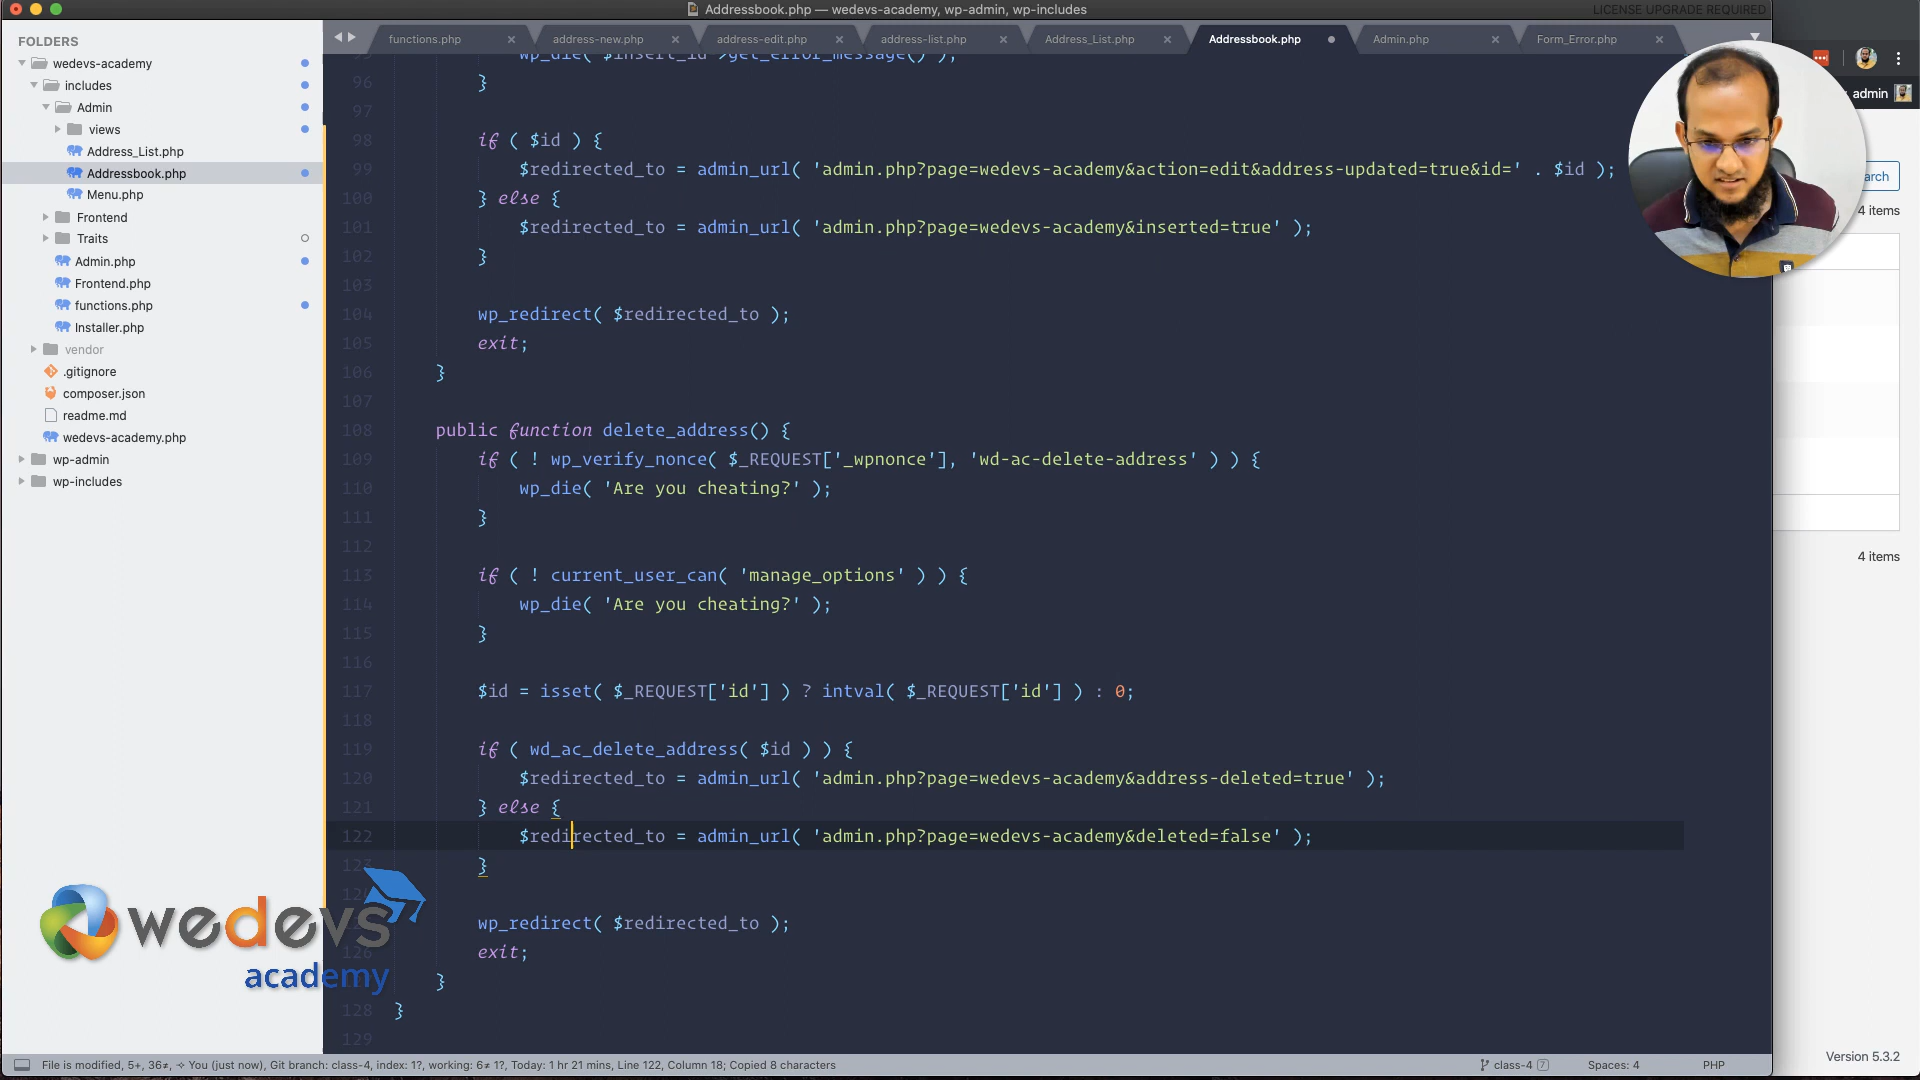 Addressbook.php — wedevs-academy, wp-admin, wp-includes
LICENSE UPGRADE REQUIRED
FOLDERS
wedevs-academy
includes
Admin
views
Address_List.php
Addressbook.php
Menu.php
Frontend
Traits
Admin.php
Frontend.php
functions.php
Installer.php
vendor
.gitignore
composer.json
readme.md
wedevs-academy.php
wp-admin
wp-includes
functions.php
address-new.php
address-edit.php
address-list.php
Address_List.php
Addressbook.php
Admin.php
Form_Error.php
95 wp_die( $insert_id->get_error_message() );
96 }
97
98 if ( $id ) {
99 $redirected_to = admin_url( 'admin.php?page=wedevs-academy&action=edit&address-updated=true&id=' . $id );
100 } else {
101 $redirected_to = admin_url( 'admin.php?page=wedevs-academy&inserted=true' );
102 }
103
104 wp_redirect( $redirected_to );
105 exit;
106 }
107
108 public function delete_address() {
109 if ( ! wp_verify_nonce( $_REQUEST['_wpnonce'], 'wd-ac-delete-address' ) ) {
110 wp_die( 'Are you cheating?' );
111 }
112
113 if ( ! current_user_can( 'manage_options' ) ) {
114 wp_die( 'Are you cheating?' );
115 }
116
117 $id = isset( $_REQUEST['id'] ) ? intval( $_REQUEST['id'] ) : 0;
118
119 if ( wd_ac_delete_address( $id ) ) {
120 $redirected_to = admin_url( 'admin.php?page=wedevs-academy&address-deleted=true' );
121 } else {
122 $redirected_to = admin_url( 'admin.php?page=wedevs-academy&deleted=false' );
}
wp_redirect( $redirected_to );
126 exit;
}
128 }
129
admin
arch
4 items
4 items
Version 5.3.2
wedevs
academy
File is modified, 5+, 36≠, ✧ You (just now), Git branch: class-4, index: 1?, working: 6≠ 1?, Today: 1 hr 21 mins, Line 122, Column 18; Copied 8 characters
class-4 7
Spaces: 4
PHP